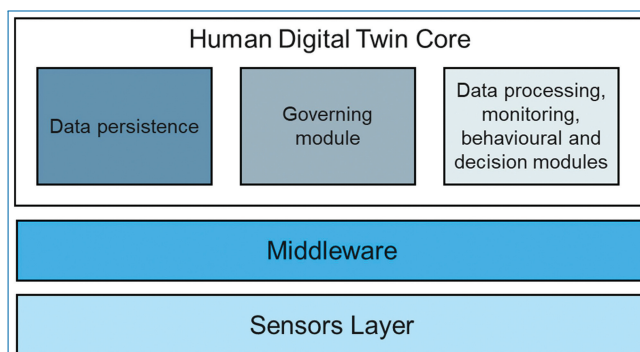 Human Digital Twin Core
Data persistence
Governing
module
Data processing,
monitoring,
behavioural and
decision modules
Middleware
Sensors Layer